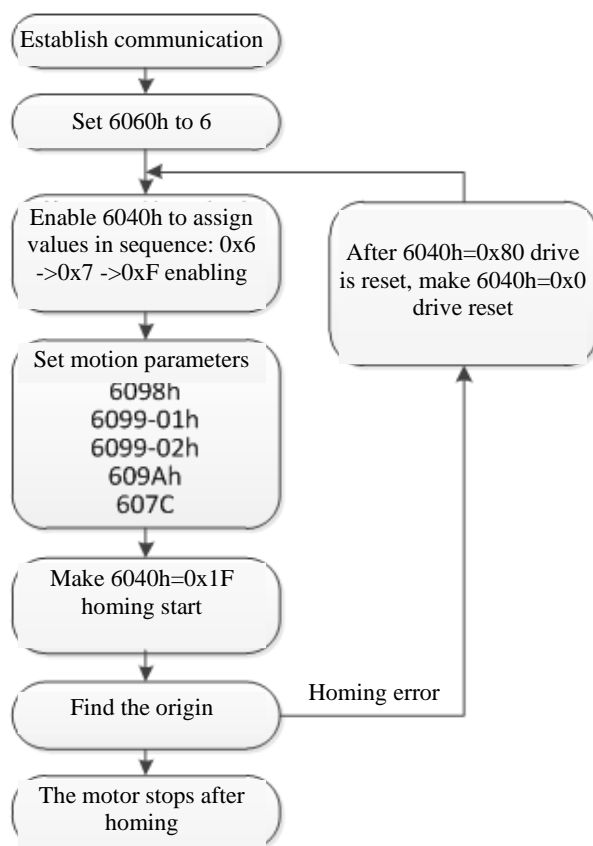 Establish communication
Set 6060h to 6
Enable 6040h to assign
values in sequence: 0x6
->0x7 ->0xF enabling
After 6040h=0x80 drive
is reset, make 6040h=0x0
drive reset
Set motion parameters
6098h
6099-01h
6099-02h
609Ah
607C
Make 6040h=0x1F
homing start
Homing error
Find the origin
The motor stops after
homing